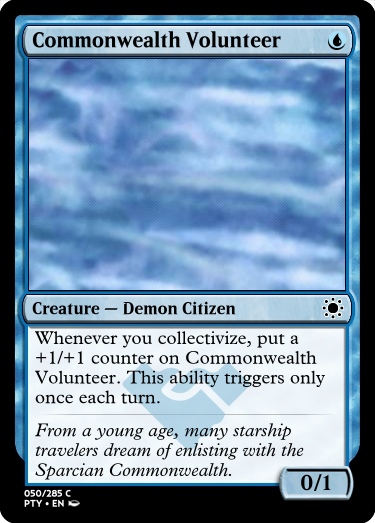 Commonwealth Volunteer
Creature — Demon Citizen
Whenever you collectivize, put a
+1/+1 counter on Commonwealth
Volunteer. This ability triggers only
once each turn.
From a young age, many starship
travelers dream of enlisting with the
Sparcian Commonwealth.
0/1
050/285 C
PTY • EN